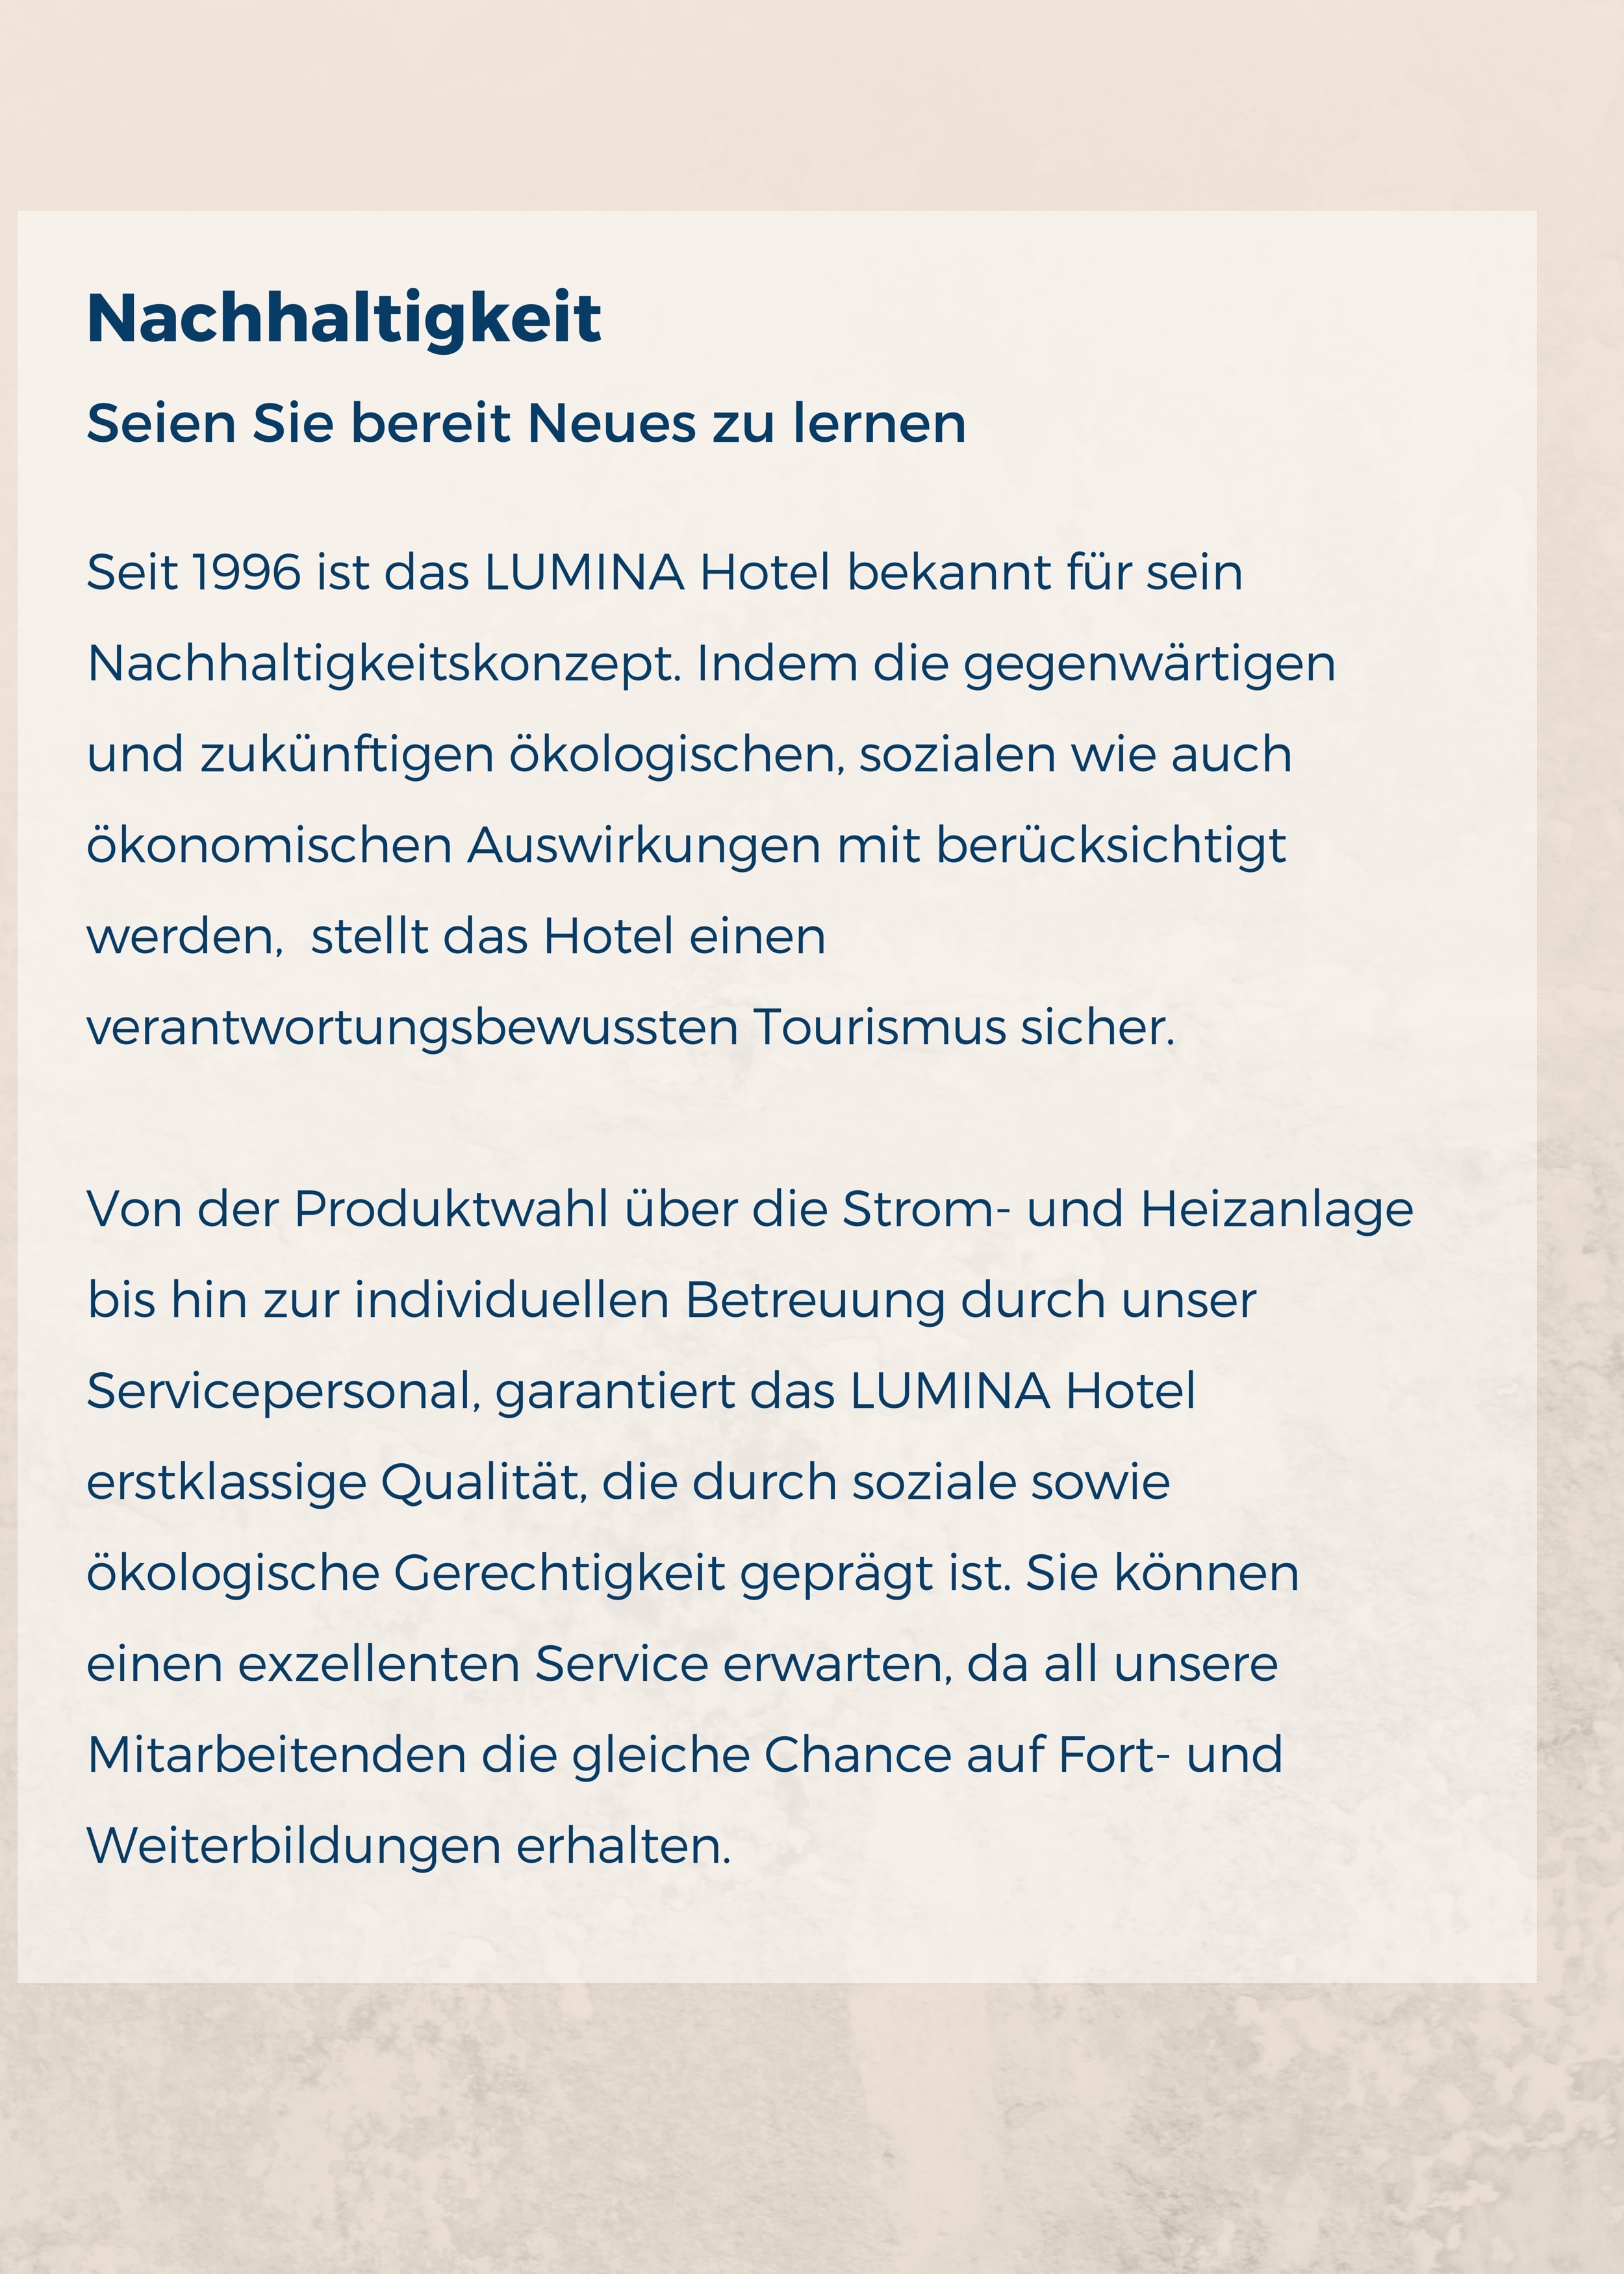 Nachhaltigkeit
Seien Sie bereit Neues zu lernen
Seit 1996 ist das LUMINA Hotel bekannt für sein
Nachhaltigkeitskonzept. Indem die gegenwärtigen
und zukünftigen ökologischen, sozialen wie auch
ökonomischen Auswirkungen mit berücksichtigt
werden,  stellt das Hotel einen
verantwortungsbewussten Tourismus sicher.
Von der Produktwahl über die Strom- und Heizanlage
bis hin zur individuellen Betreuung durch unser
Servicepersonal, garantiert das LUMINA Hotel
erstklassige Qualität, die durch soziale sowie
ökologische Gerechtigkeit geprägt ist. Sie können
einen exzellenten Service erwarten, da all unsere
Mitarbeitenden die gleiche Chance auf Fort- und
Weiterbildungen erhalten.